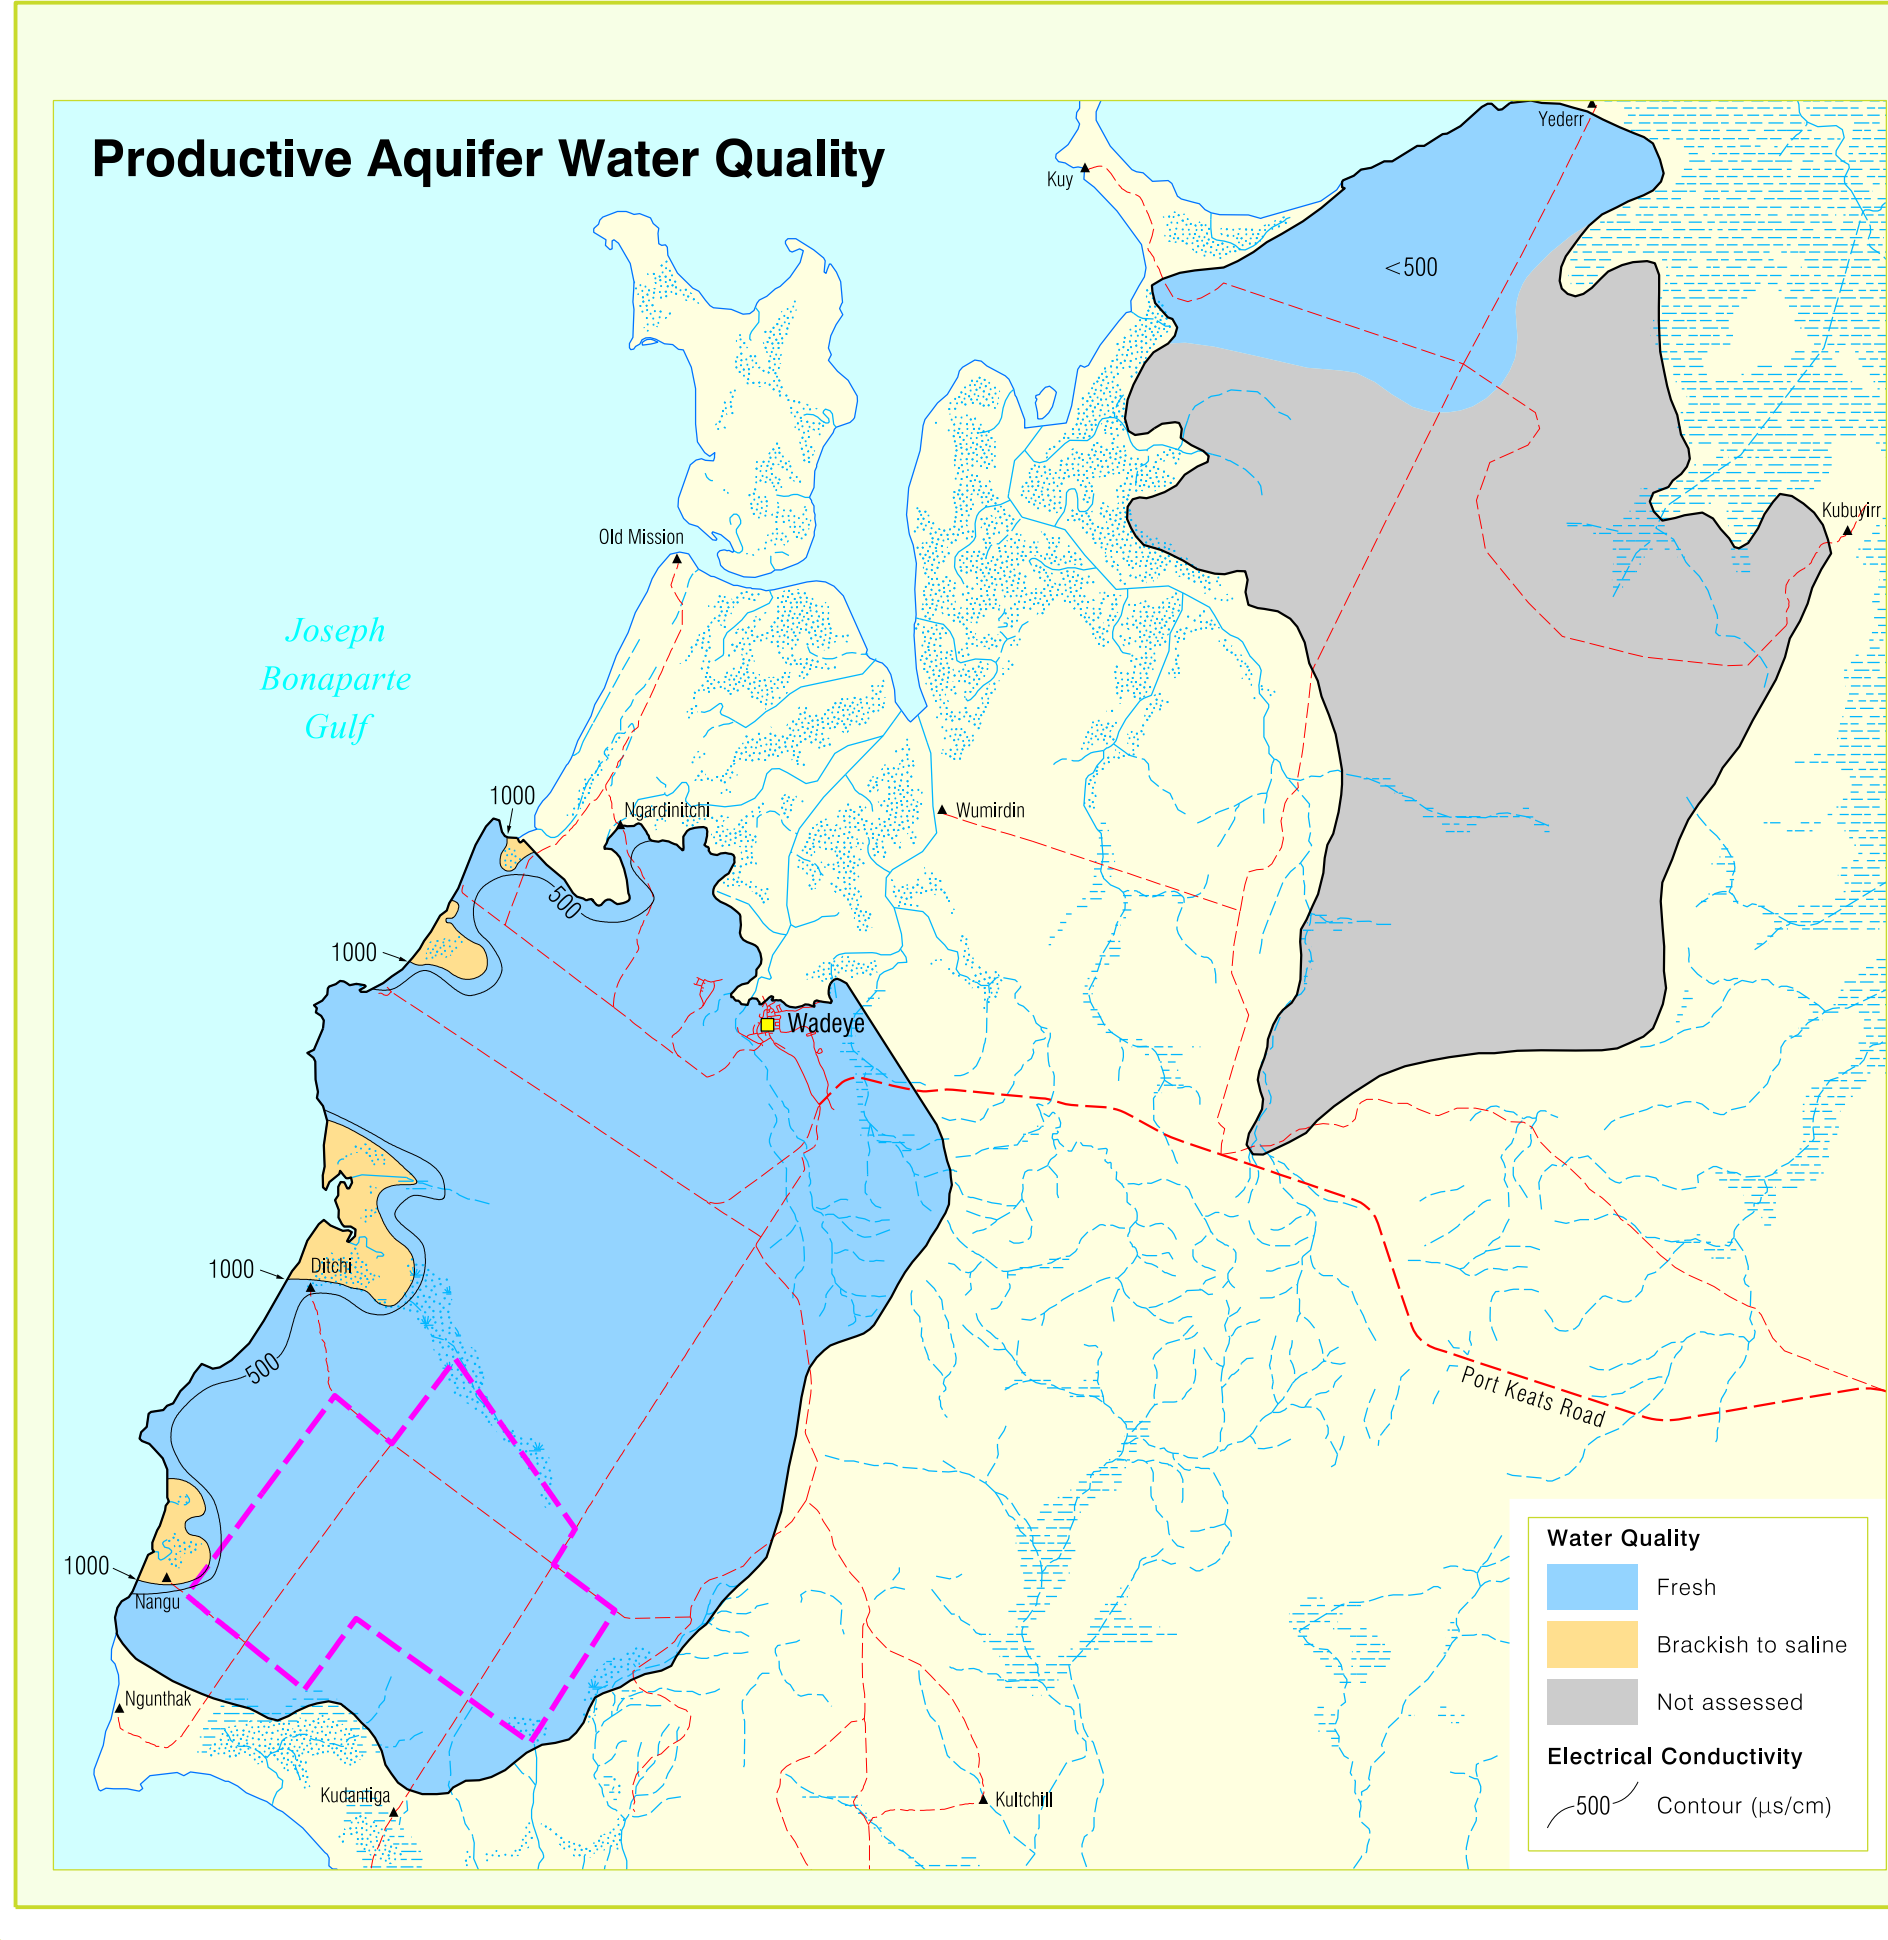 Productive Aquifer Water Quality
Yederr
Kuy
<500
Kubuyirr
Old Mission
Joseph
Bonaparte
Gulf
1000
Ngardinitchi
Wumirdin
500
1000
Wadeye
1000
Ditchi
500
Port Keats Road
1000
Nangu
Ngunthak
Kudantiga
Kultchill
Water Quality
Fresh
Brackish to saline
Not assessed
Electrical Conductivity
500
Contour (µs/cm)